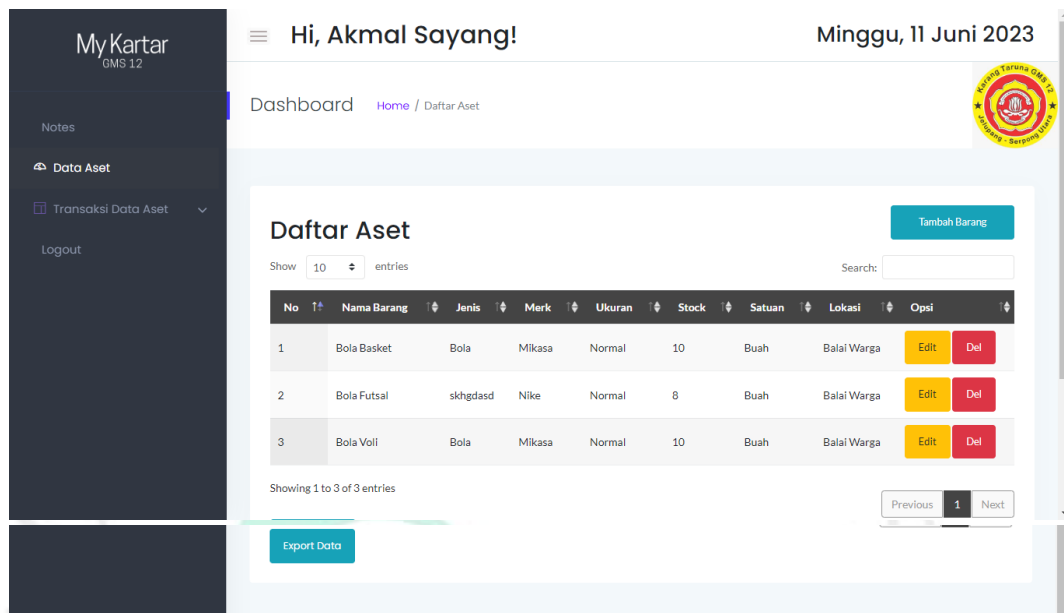 My Kartar
GMS 12
Hi, Akmal Sayang!
Minggu, 11 Juni 2023
Notes
Data Aset
Transaksi Data Aset
Logout
Dashboard Home / Daftar Aset
Karang Taruna GMS 12
Jelupang - Serpong Utara
Daftar Aset
Tambah Barang
Show 10 entries
Search:
No Nama Barang Jenis Merk Ukuran Stock Satuan Lokasi Opsi
1 Bola Basket Bola Mikasa Normal 10 Buah Balai Warga Edit Del
2 Bola Futsal skhgdasd Nike Normal 8 Buah Balai Warga Edit Del
3 Bola Voli Bola Mikasa Normal 10 Buah Balai Warga Edit Del
Showing 1 to 3 of 3 entries
Previous 1 Next
Export Data